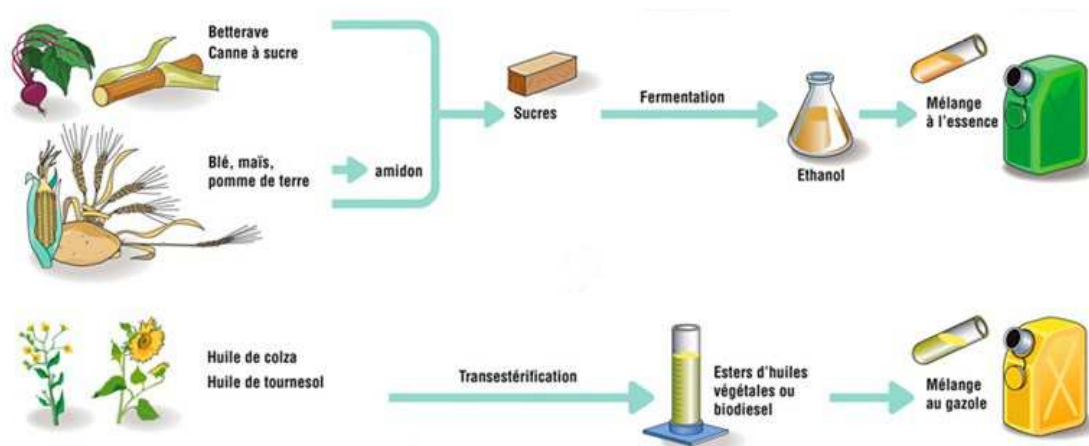 Betterave
Canne à sucre
Sucres
Fermentation
Ethanol
Mélange
à l'essence
Blé, maïs,
pomme de terre
amidon
Huile de colza
Huile de tournesol
Transestérification
Esters d'huiles
végétales ou
biodiesel
Mélange
au gazole